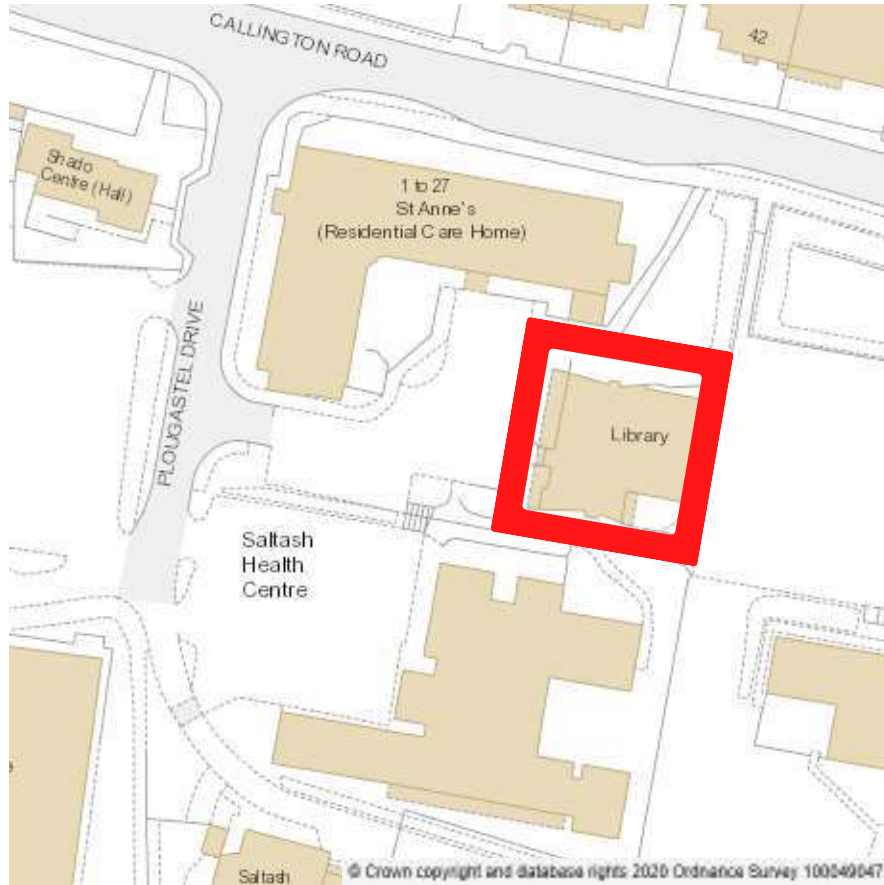 CALLINGTON ROAD
42
Shado
Centre (Hall)
1 to 27
St Anne's
(Residential Care Home)
PLOUGASTEL DRIVE
Library
Saltash
Health
Centre
Saltash
© Crown copyright and database rights 2020 Ordnance Survey 100049047